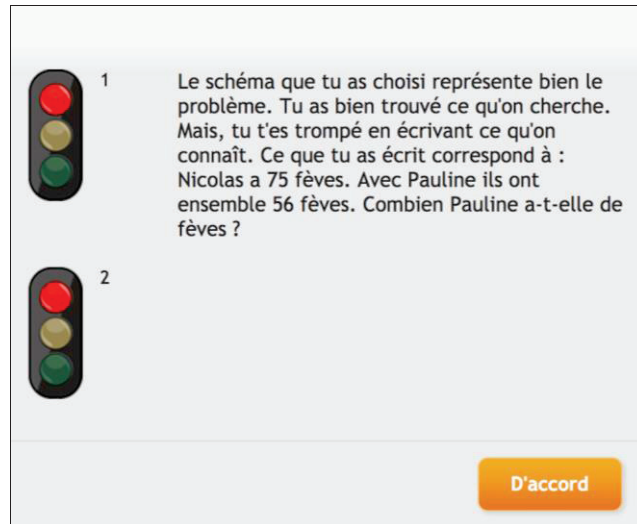 1
Le schéma que tu as choisi représente bien le
problème. Tu as bien trouvé ce qu'on cherche.
Mais, tu t'es trompé en écrivant ce qu'on
connaît. Ce que tu as écrit correspond à :
Nicolas a 75 fèves. Avec Pauline ils ont
ensemble 56 fèves. Combien Pauline a-t-elle de
fèves ?
2
D'accord